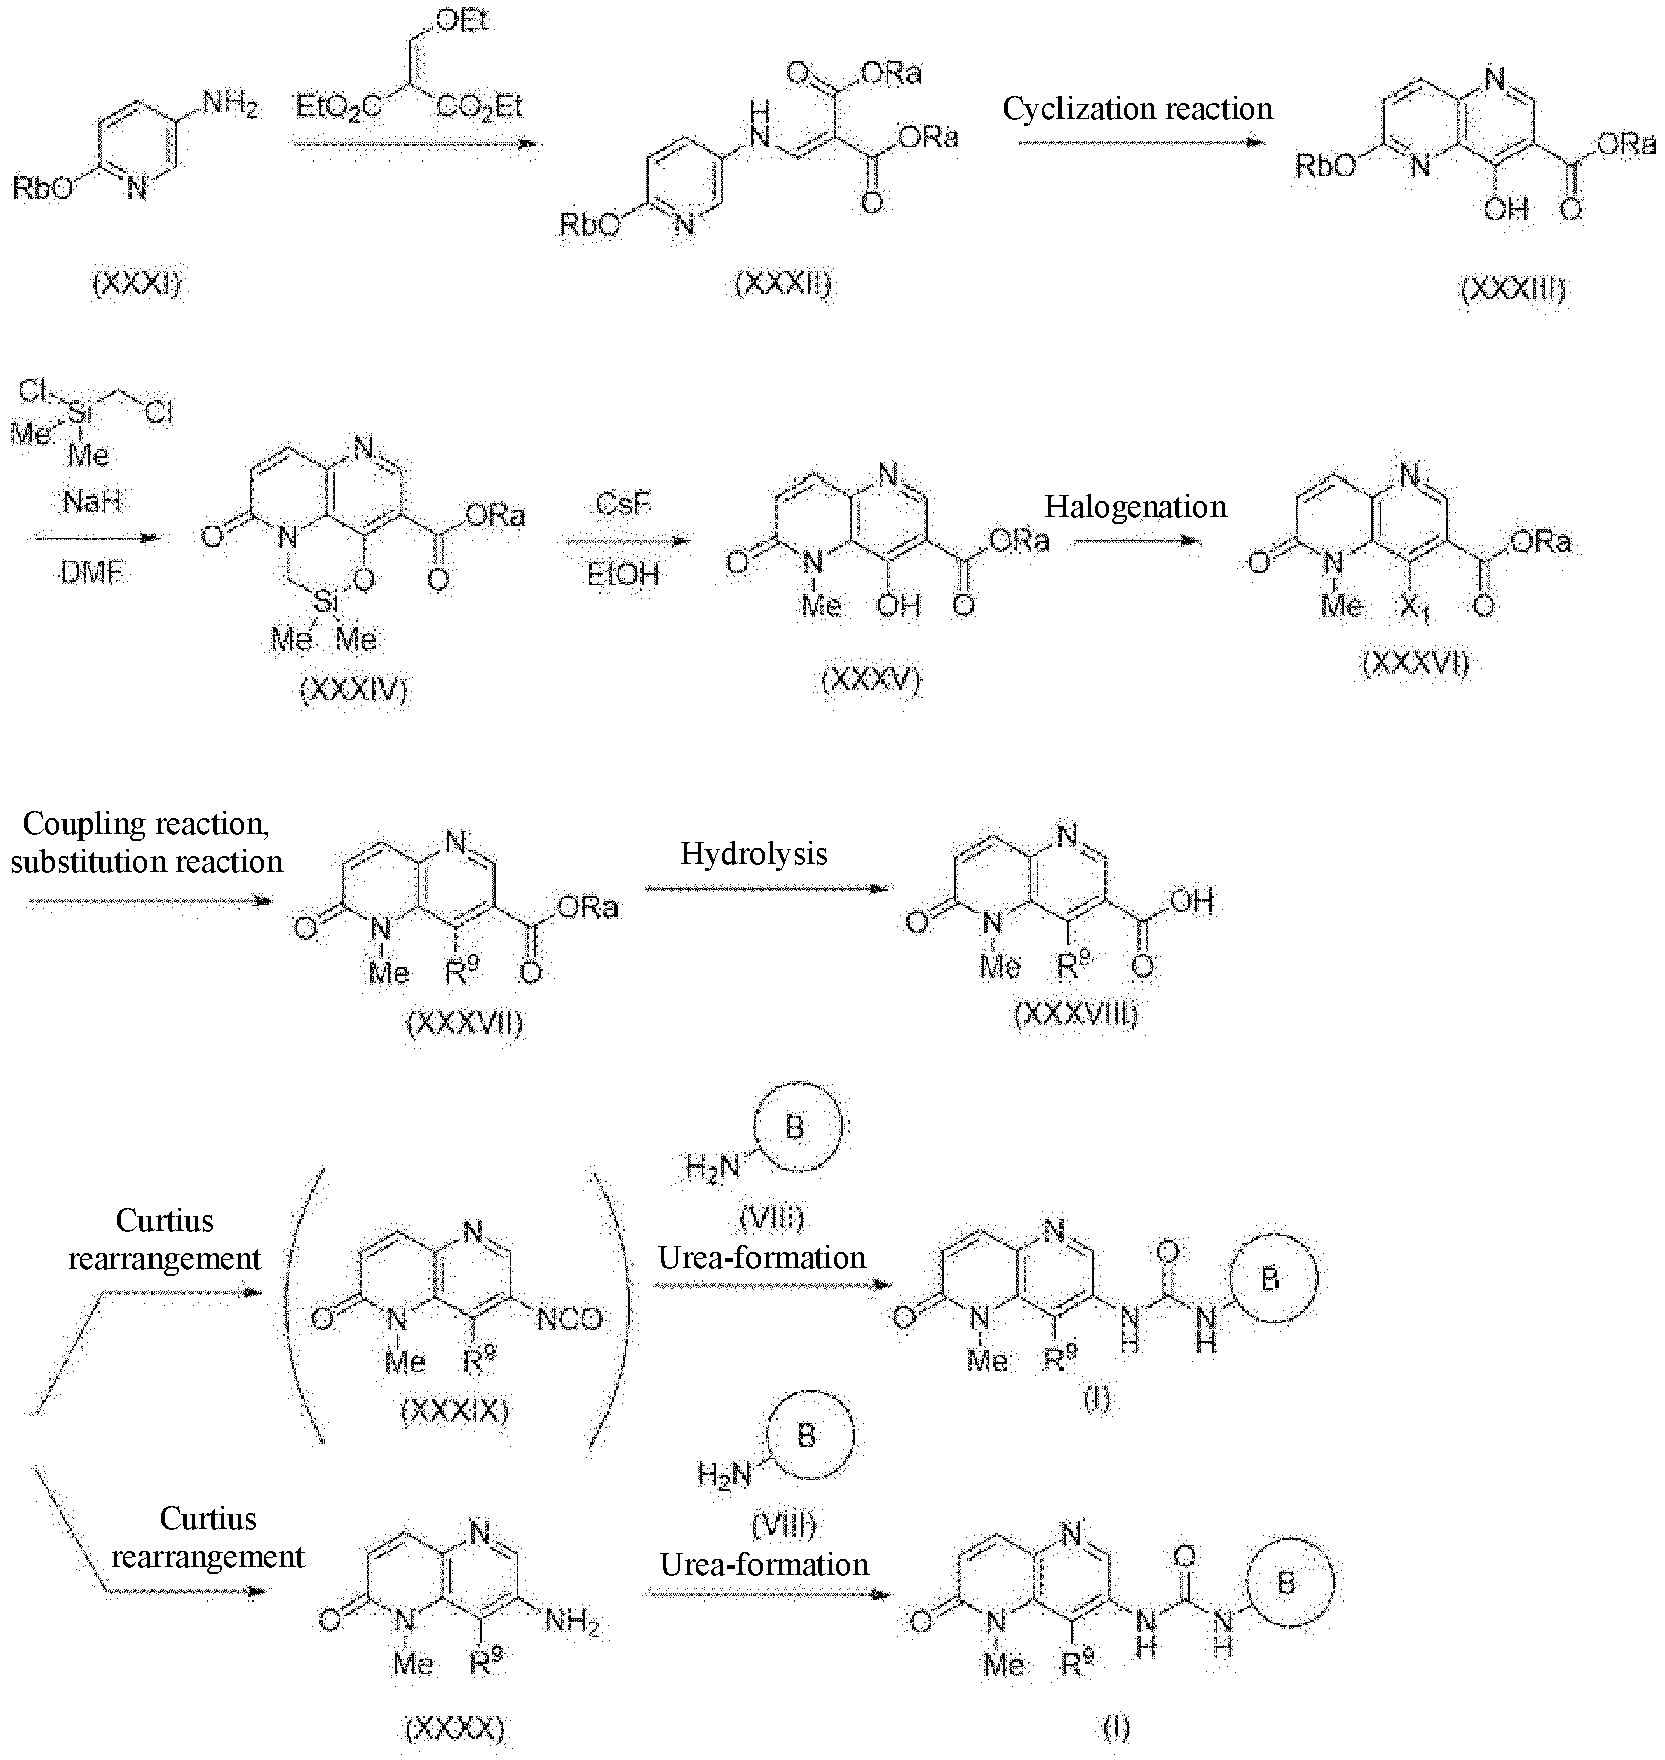 OEt
EtO2C CO2Et
NH2
RbO N
(XXXI)
O ORa
H
N ORa
O
RbO N
(XXXII)
Cyclization reaction
N
ORa
RbO N
OH O
(XXXIII)
Cl
Si Cl
Me
Me
NaH
DMF
N
ORa
O N
O O
Si
Me Me
(XXXIV)
CsF
EtOH
N
ORa
O N
Me OH O
(XXXV)
Halogenation
N
ORa
O N
Me X1 O
(XXXVI)
Coupling reaction,
substitution reaction
N
ORa
O N
Me R9 O
(XXXVII)
Hydrolysis
N
OH
O N
Me R9 O
(XXXVIII)
Curtius
rearrangement
N
O N NCO
Me R9
(XXXIX)
B
H2N
(VIII)
Urea-formation
N O B
O N N N
H H
Me R9
(I)
Curtius
rearrangement
N
O N NH2
Me R9
(XXXX)
B
H2N
(VIII)
Urea-formation
N O B
O N N N
H H
Me R9
(I)